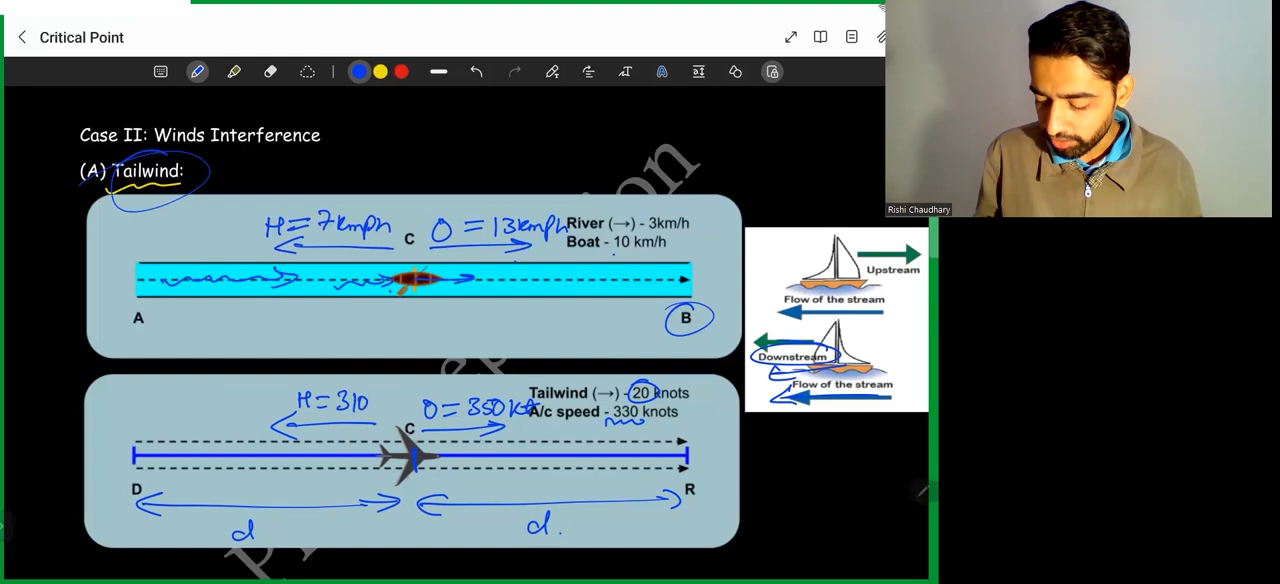 Critical Point
Case II: Winds Interference
(A) Tailwind:
H = 7kmph
C
O = 13kmph
River (→) - 3km/h
Boat - 10 km/h
A
B
Tailwind (→) - 20 knots
A/c speed - 330 knots
H = 310
C
O = 350
D
R
d
d.
Rishi Chaudhary
Upstream
Flow of the stream
Downstream
Flow of the stream